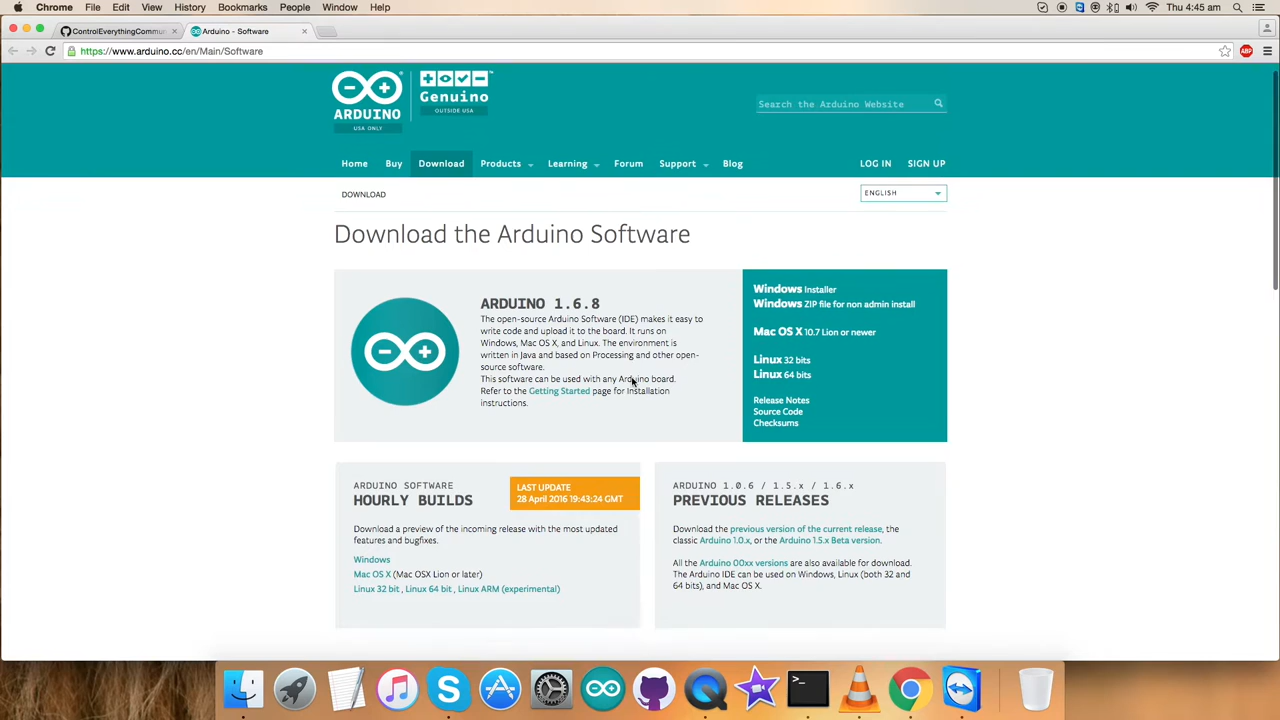 Chrome File Edit View History Bookmarks People Window Help Thu 4:45 am
ControlEverythingCommu
Arduino - Software
https://www.arduino.cc/en/Main/Software
ABP
ARDUINO
USA ONLY
Genuino
OUTSIDE USA
Search the Arduino Website
Home Buy Download Products Learning Forum Support Blog LOG IN SIGN UP
DOWNLOAD
ENGLISH
Download the Arduino Software
ARDUINO 1.6.8
The open-source Arduino Software (IDE) makes it easy to
write code and upload it to the board. It runs on
Windows, Mac OS X, and Linux. The environment is
written in Java and based on Processing and other open-
source software.
This software can be used with any Arduino board.
Refer to the Getting Started page for Installation
instructions.
Windows Installer
Windows ZIP file for non admin install
Mac OS X 10.7 Lion or newer
Linux 32 bits
Linux 64 bits
Release Notes
Source Code
Checksums
ARDUINO SOFTWARE
HOURLY BUILDS
LAST UPDATE
28 April 2016 19:43:24 GMT
Download a preview of the incoming release with the most updated
features and bugfixes.
Windows
Mac OS X (Mac OSX Lion or later)
Linux 32 bit , Linux 64 bit , Linux ARM (experimental)
ARDUINO 1.0.6 / 1.5.x / 1.6.x
PREVIOUS RELEASES
Download the previous version of the current release, the
classic Arduino 1.0.x, or the Arduino 1.5.x Beta version.
All the Arduino 00xx versions are also available for download.
The Arduino IDE can be used on Windows, Linux (both 32 and
64 bits), and Mac OS X.